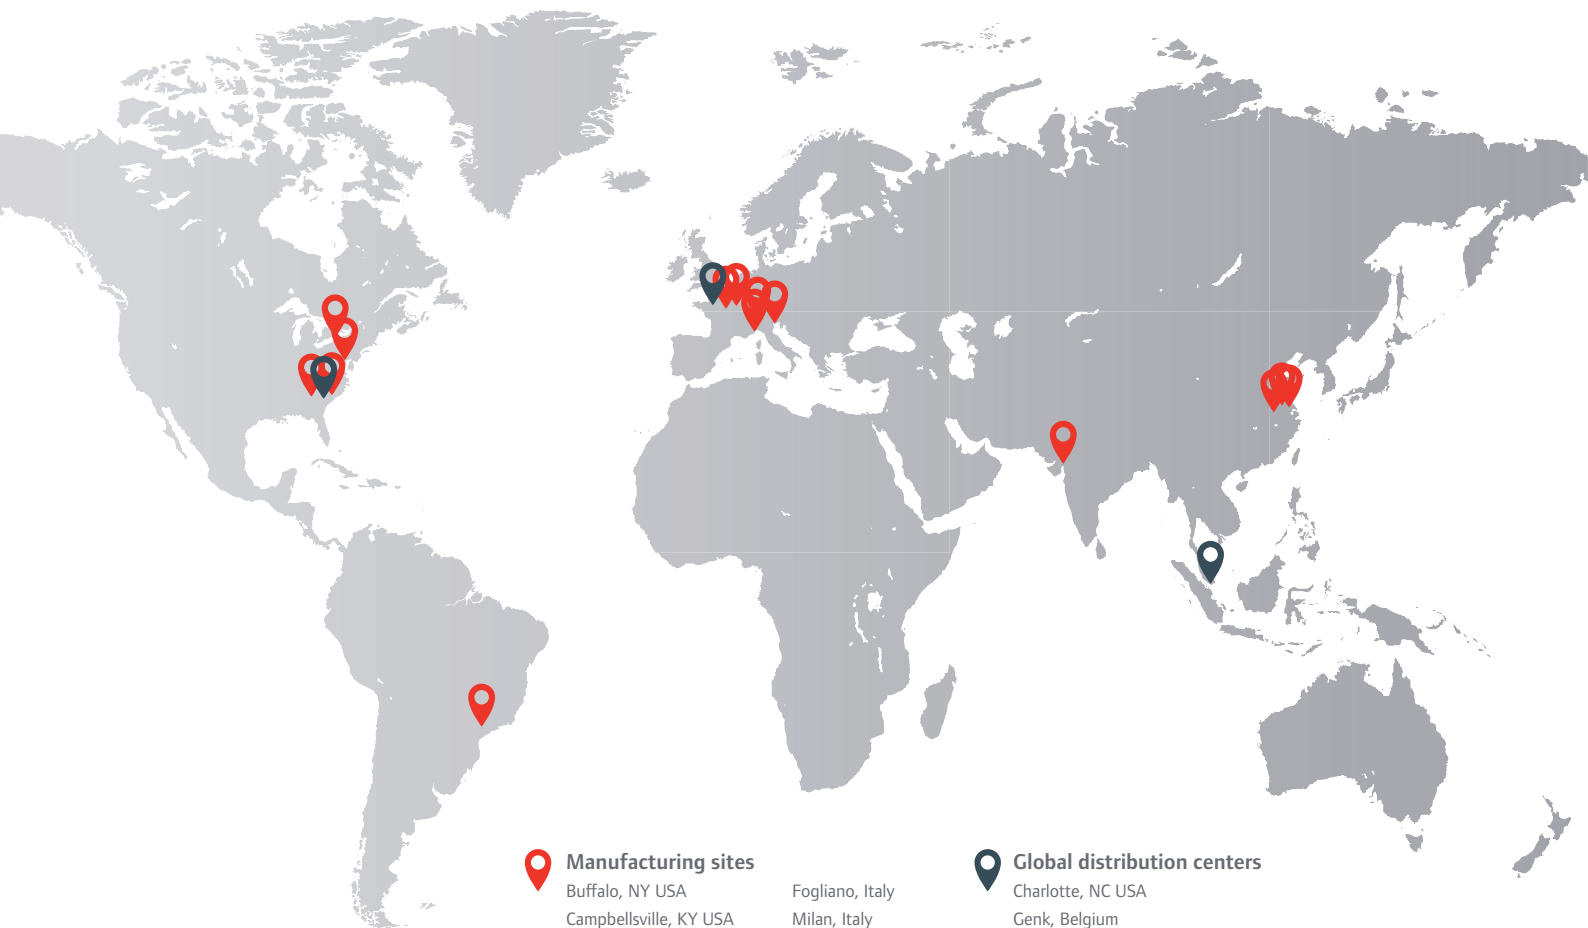 Manufacturing sites
Buffalo, NY USA
Campbellsville, KY USA
Fogliano, Italy
Milan, Italy
Global distribution centers
Charlotte, NC USA
Genk, Belgium